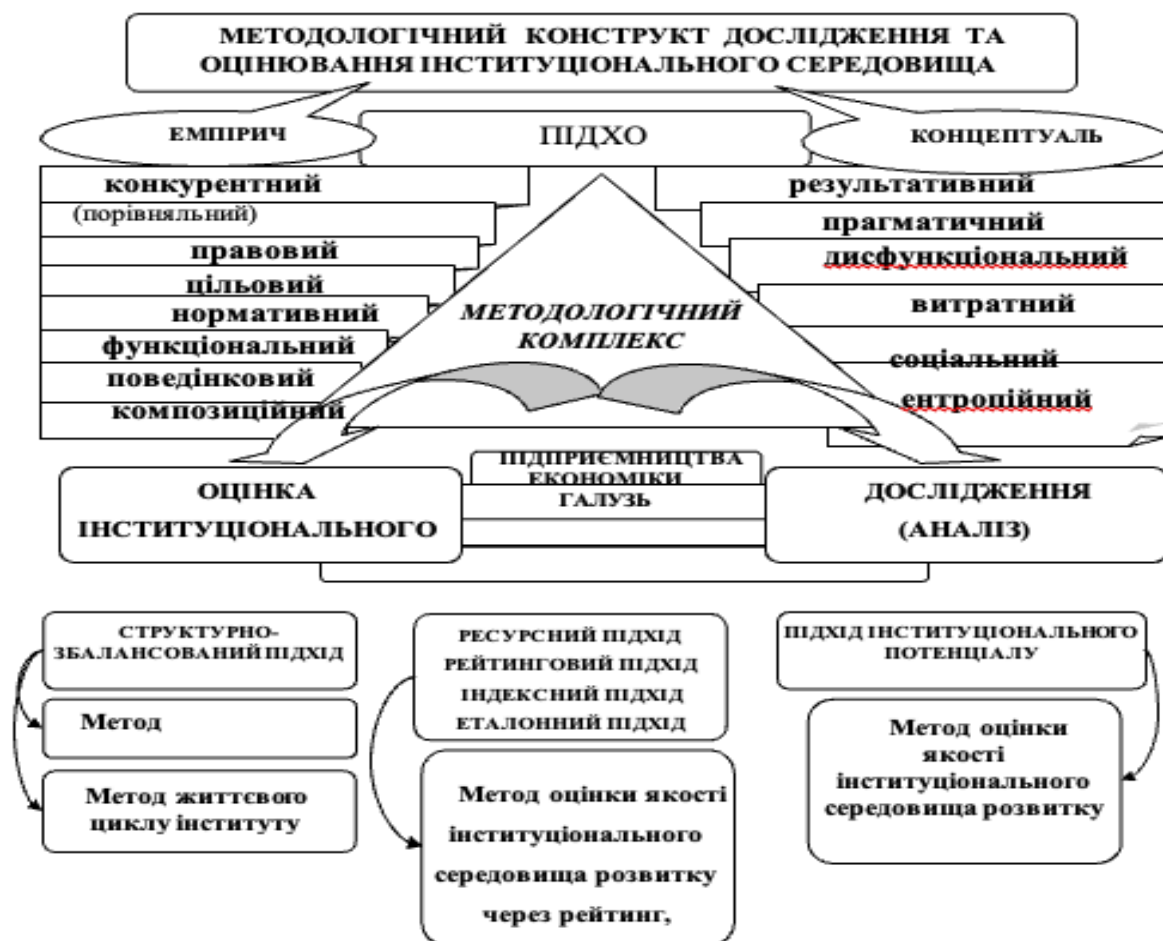 МЕТОДОЛОГІЧНИЙ КОНСТРУКТ ДОСЛІДЖЕННЯ ТА
ОЦІНЮВАННЯ ІНСТИТУЦІОНАЛЬНОГО СЕРЕДОВИЩА
ЕМПІРИЧ
ПІДХО
КОНЦЕПТУАЛЬ
конкурентний
(порівняльний)
правовий
цільовий
нормативний
функціональний
поведінковий
композиційний
результативний
прагматичний
дисфункціональний
витратний
соціальний
ентропійний
МЕТОДОЛОГІЧНИЙ
КОМПЛЕКС
ОЦІНКА
ІНСТИТУЦІОНАЛЬНОГО
ПІДПРИЄМНИЦТВА
ЕКОНОМІКИ
ГАЛУЗЬ
ДОСЛІДЖЕННЯ
(АНАЛІЗ)
СТРУКТУРНО-
ЗБАЛАНСОВАНИЙ ПІДХІД
Метод
Метод життєвого
циклу інституту
РЕСУРСНИЙ ПІДХІД
РЕЙТИНГОВИЙ ПІДХІД
ІНДЕКСНИЙ ПІДХІД
ЕТАЛОННИЙ ПІДХІД
Метод оцінки якості
інституціонального
середовища розвитку
через рейтинг,
ПІДХІД ІНСТИТУЦІОНАЛЬНОГО
ПОТЕНЦІАЛУ
Метод оцінки
якості
інституціонального
середовища розвитку